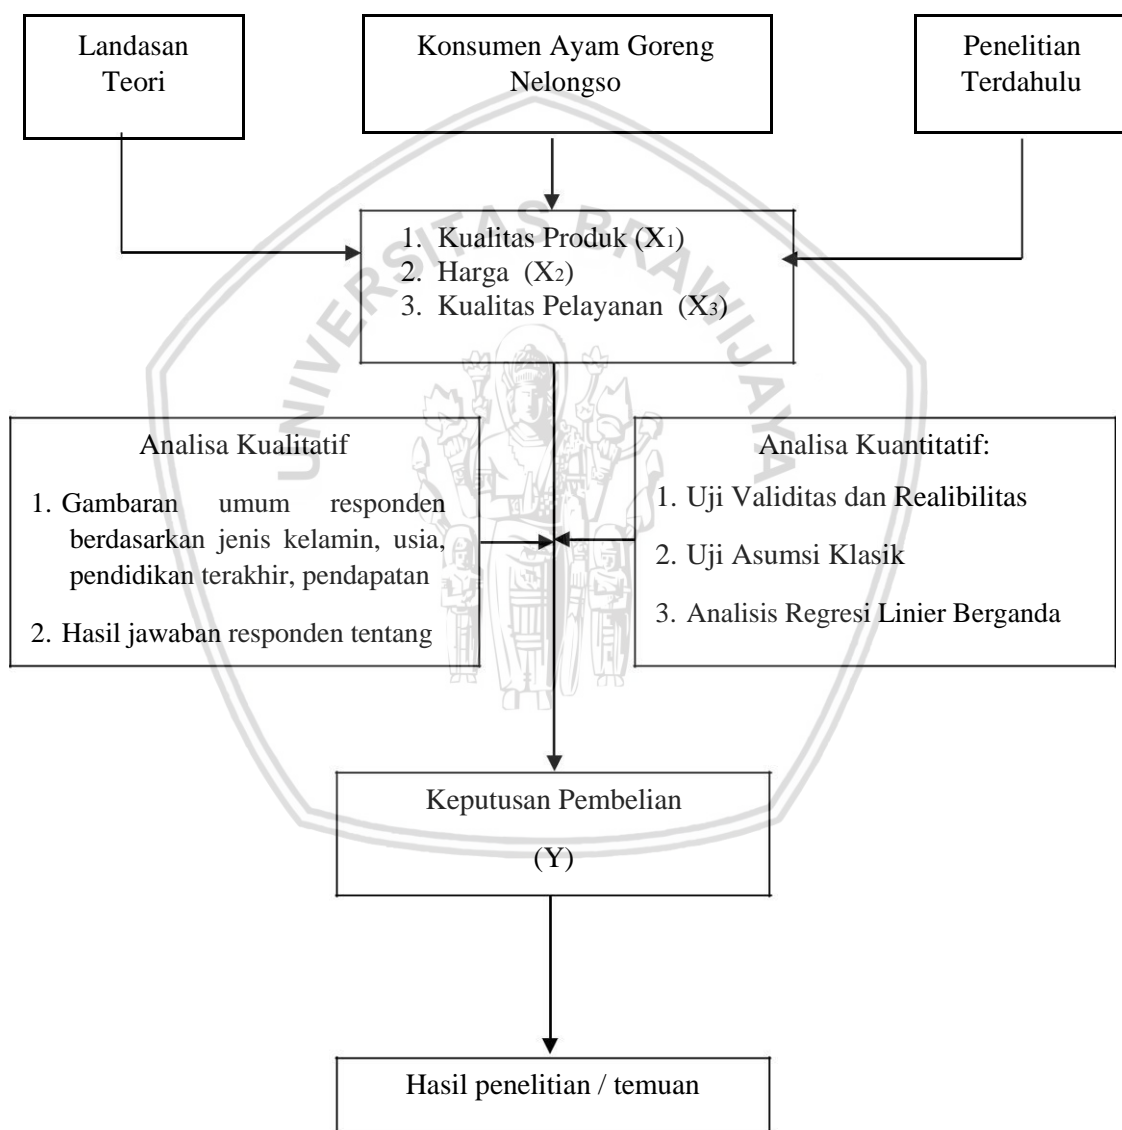 Landasan
Teori
Konsumen Ayam Goreng
Nelongso
Penelitian
Terdahulu
UNIVERSITAS BRAWIJAYA
1. Kualitas Produk (X1)
2. Harga (X2)
3. Kualitas Pelayanan (X3)
Analisa Kualitatif
1. Gambaran umum responden
berdasarkan jenis kelamin, usia,
pendidikan terakhir, pendapatan
2. Hasil jawaban responden tentang
Analisa Kuantitatif:
1. Uji Validitas dan Realibilitas
2. Uji Asumsi Klasik
3. Analisis Regresi Linier Berganda
Keputusan Pembelian
(Y)
Hasil penelitian / temuan